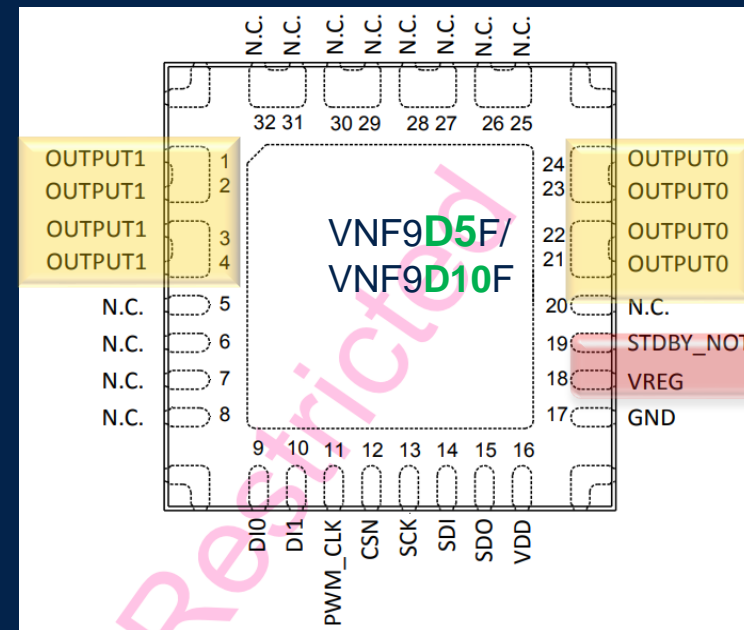 N.C. N.C. N.C. N.C. N.C. N.C. N.C. N.C.
32 31 30 29 28 27 26 25
OUTPUT1 1 24 OUTPUT0
OUTPUT1 2 23 OUTPUT0
OUTPUT1 3 22 OUTPUT0
OUTPUT1 4 21 OUTPUT0
VNF9D5F/
VNF9D10F
N.C. 5 20 N.C.
N.C. 6 19 STDBY_NOT
N.C. 7 18 VREG
N.C. 8 17 GND
9 10 11 12 13 14 15 16
DI0 DI1 PWM_CLK CSN SCK SDI SDO VDD
Restricted